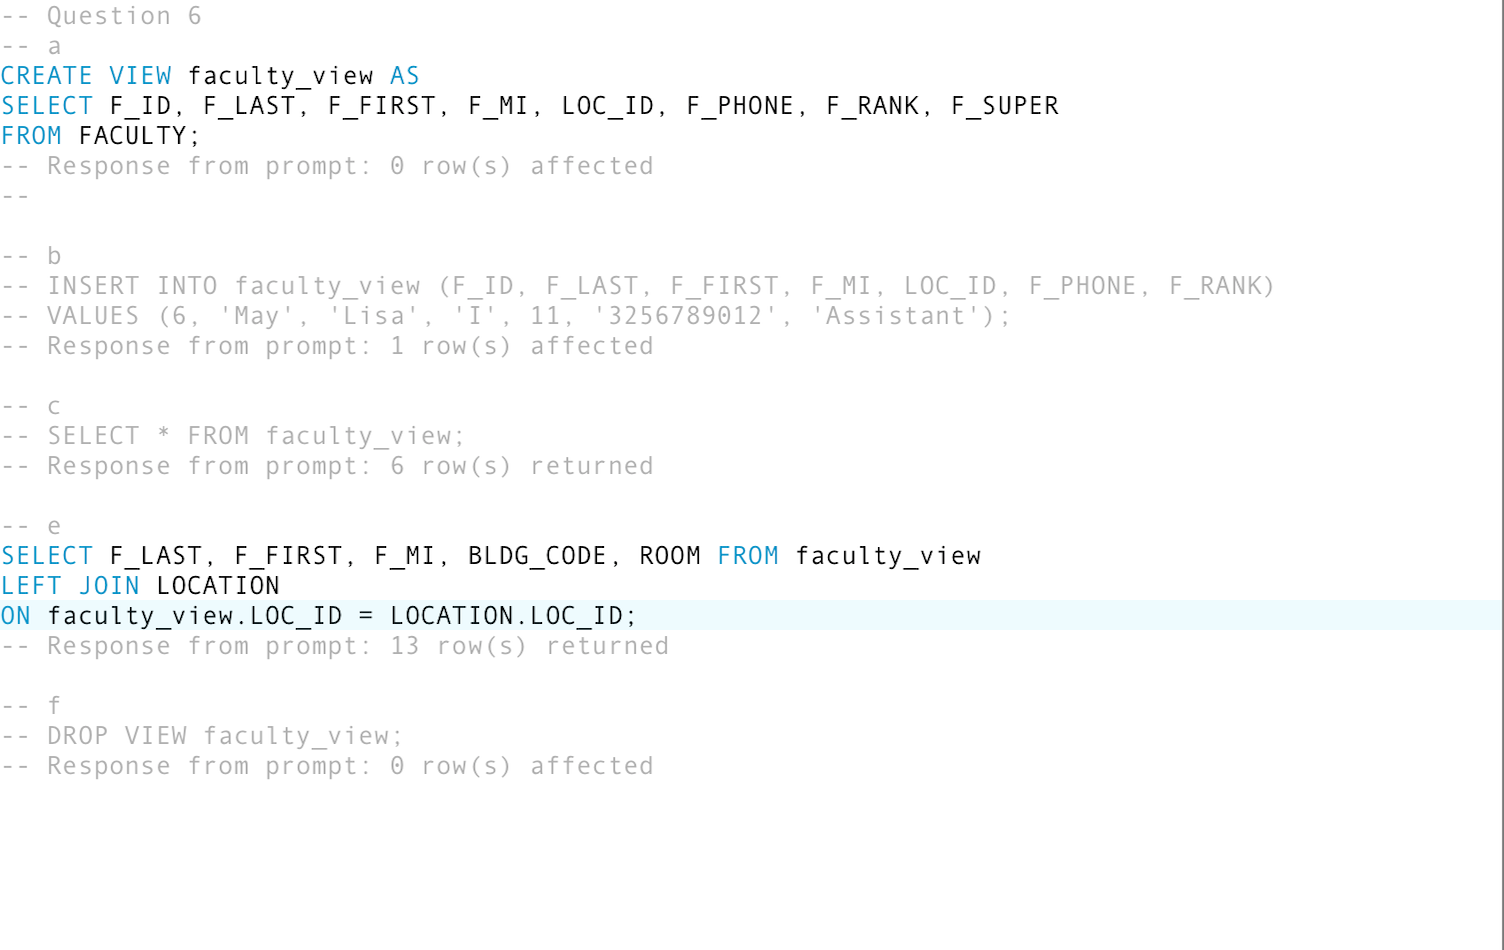 -- Question 6
-- a
CREATE VIEW faculty_view AS
SELECT F_ID, F_LAST, F_FIRST, F_MI, LOC_ID, F_PHONE, F_RANK, F_SUPER
FROM FACULTY;
-- Response from prompt: 0 row(s) affected
--
-- b
-- INSERT INTO faculty_view (F_ID, F_LAST, F_FIRST, F_MI, LOC_ID, F_PHONE, F_RANK)
-- VALUES (6, 'May', 'Lisa', 'I', 11, '3256789012', 'Assistant');
-- Response from prompt: 1 row(s) affected
-- c
-- SELECT * FROM faculty_view;
-- Response from prompt: 6 row(s) returned
-- e
SELECT F_LAST, F_FIRST, F_MI, BLDG_CODE, ROOM FROM faculty_view
LEFT JOIN LOCATION
ON faculty_view.LOC_ID = LOCATION.LOC_ID;
-- Response from prompt: 13 row(s) returned
-- f
-- DROP VIEW faculty_view;
-- Response from prompt: 0 row(s) affected